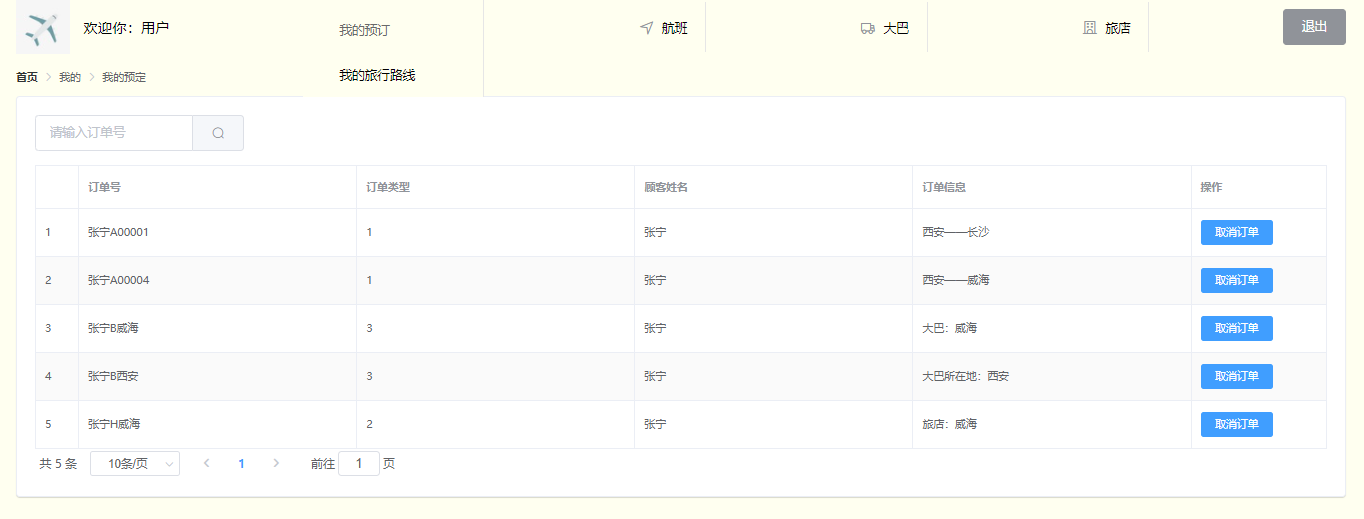 欢迎你：用户
我的预订
航班
大巴
旅店
退出
首页 > 我的 > 我的预定
我的旅行路线
请输入订单号
订单号 订单类型 顾客姓名 订单信息 操作
1 张宁A00001 1 张宁 西安——长沙 取消订单
2 张宁A00004 1 张宁 西安——威海 取消订单
3 张宁B威海 3 张宁 大巴：威海 取消订单
4 张宁B西安 3 张宁 大巴所在地：西安 取消订单
5 张宁H威海 2 张宁 旅店：威海 取消订单
共 5 条 10条/页 < 1 > 前往 1 页